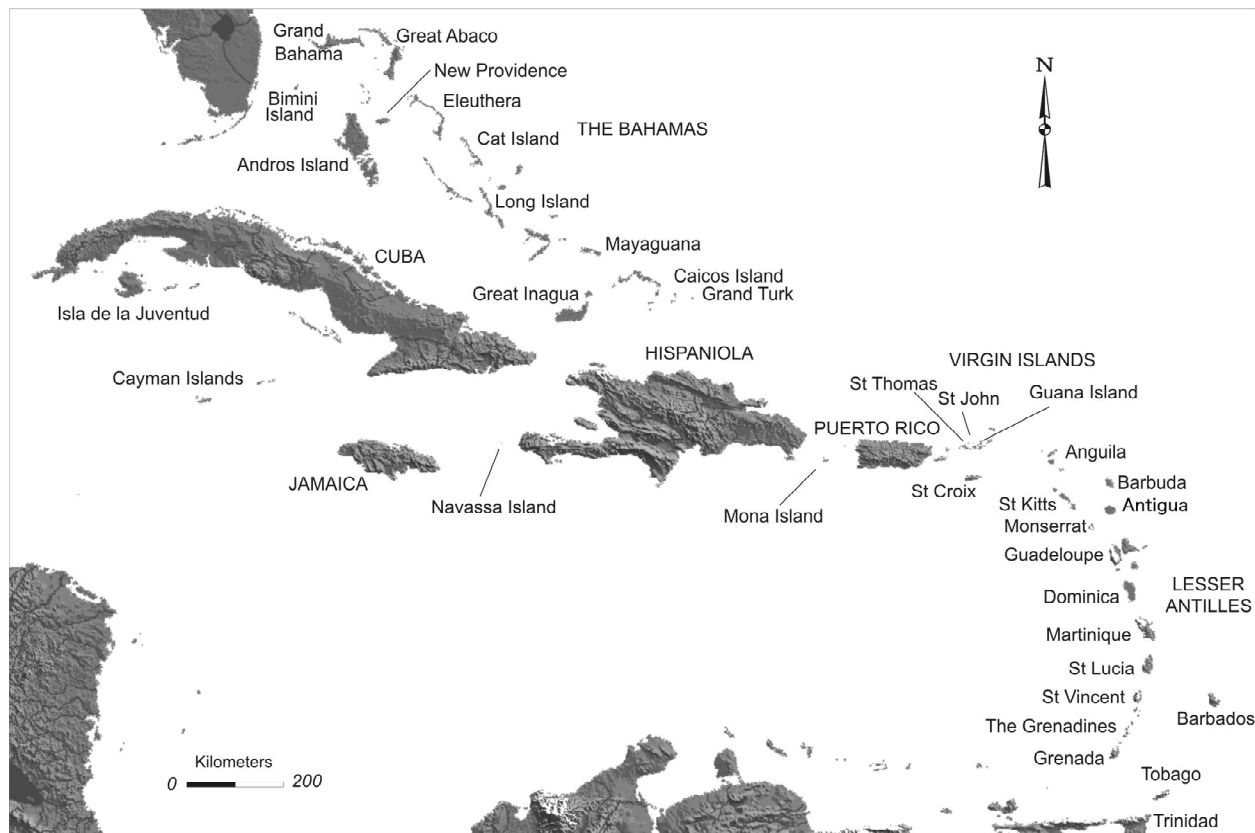 Grand
Bahama
Great Abaco
New Providence
Bimini
Island
Eleuthera
THE BAHAMAS
Cat Island
Andros Island
Long Island
Mayaguana
CUBA
Caicos Island
Grand Turk
Great Inagua
Isla de la Juventud
HISPANIOLA
VIRGIN ISLANDS
St Thomas
St John
Guana Island
Cayman Islands
PUERTO RICO
Anguila
JAMAICA
Navassa Island
Mona Island
St Croix
Barbuda
St Kitts
Antigua
Monserrat
Guadeloupe
Dominica
LESSER
ANTILLES
Martinique
St Lucia
St Vincent
Barbados
The Grenadines
Grenada
Tobago
Trinidad
N
Kilometers
0 200